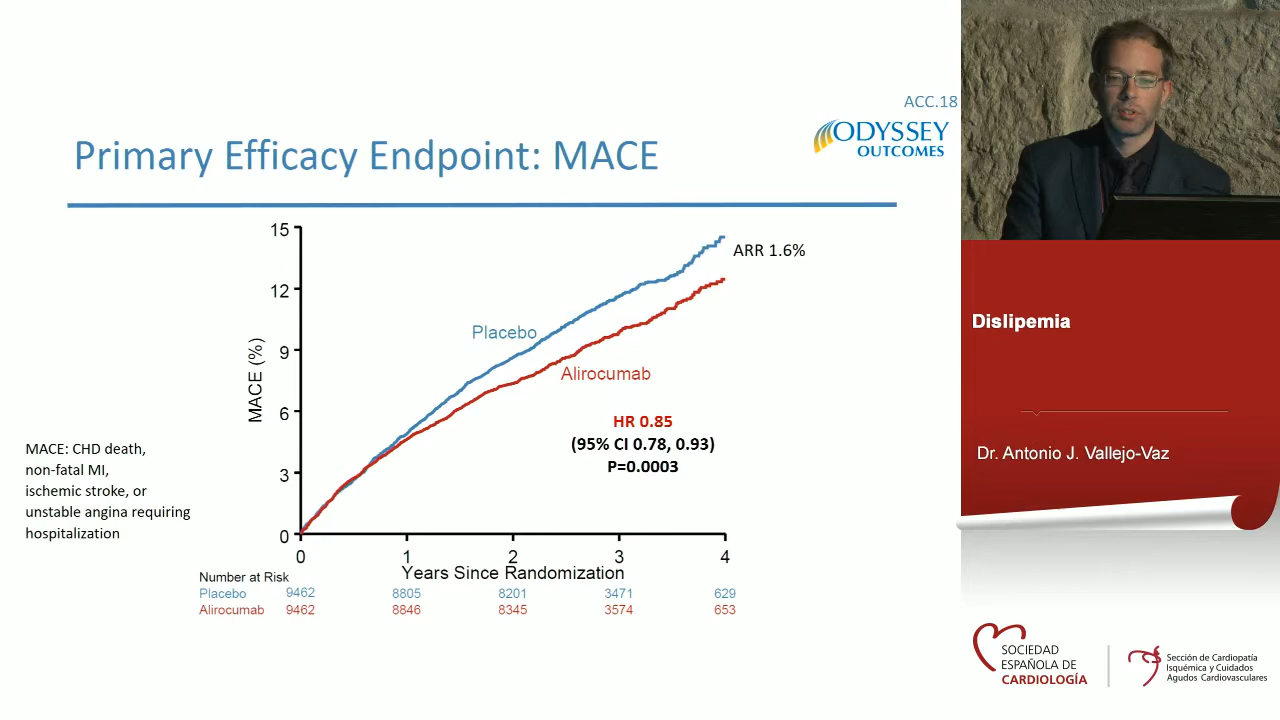 ACC.18
ODYSSEY
OUTCOMES
Primary Efficacy Endpoint: MACE
15
12
9
6
3
0
MACE (%)
ARR 1.6%
Placebo
Alirocumab
HR 0.85
(95% CI 0.78, 0.93)
P=0.0003
MACE: CHD death,
non-fatal MI,
ischemic stroke, or
unstable angina requiring
hospitalization
0 1 2 3 4
Years Since Randomization
Number at Risk
Placebo 9462 8805 8201 3471 629
Alirocumab 9462 8846 8345 3574 653
Dislipemia
Dr. Antonio J. Vallejo-Vaz
SOCIEDAD
ESPAÑOLA DE
CARDIOLOGÍA
Sección de Cardiopatía
Isquémica y Cuidados
Agudos Cardiovasculares